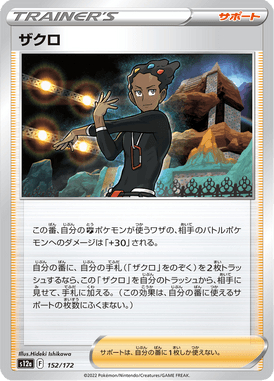 TRAINER'S
サポート
ザクロ
この番、自分の闘ポケモンが使うワザの、相手のバトルポケ
モンへのダメージは「+30」される。
自分の番に、自分の手札(「ザクロ」をのぞく)を2枚トラッ
シュするなら、この「ザクロ」を自分のトラッシュから、相手に
見せて、手札に加える。(この効果は、自分の番に使えるサ
ポートの枚数にふくまない。)
Illus.Hideki Ishikawa
s12a F 152/172
サポートは、自分の番に1枚しか使えない。
©2022 Pokémon/Nintendo/Creatures/GAME FREAK.